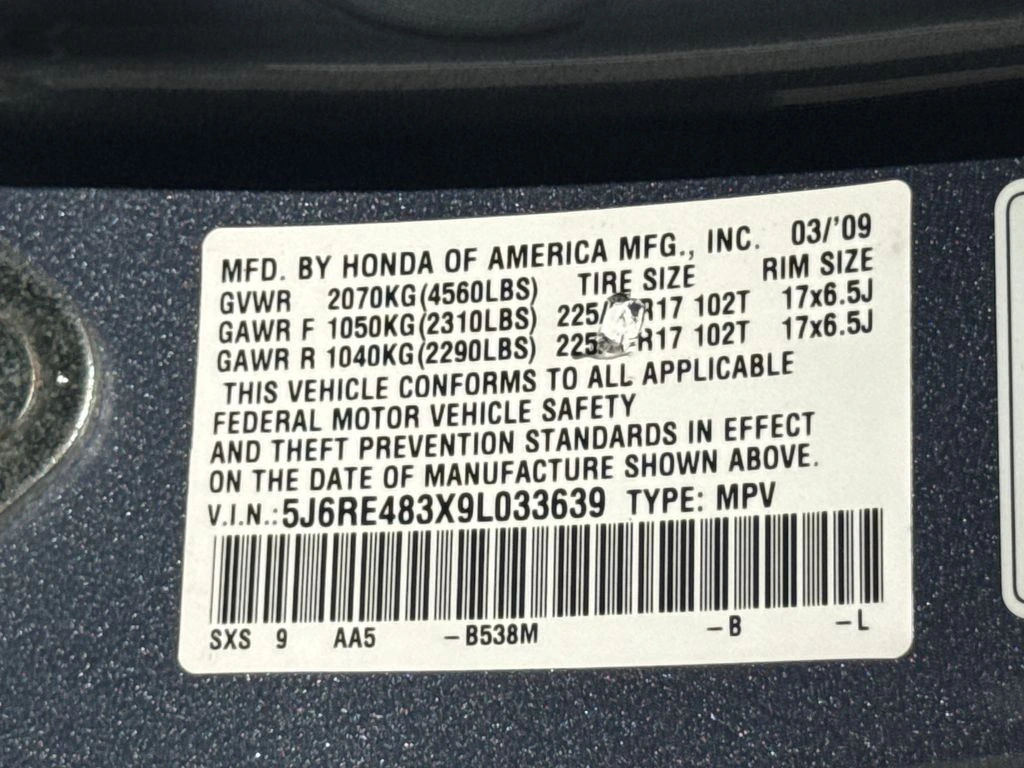 MFD. BY HONDA OF AMERICA MFG., INC. 03/'09
GVWR 2070KG(4560LBS) TIRE SIZE RIM SIZE
GAWR F 1050KG(2310LBS) 225/ R17 102T 17x6.5J
GAWR R 1040KG(2290LBS) 225 R17 102T 17x6.5J
THIS VEHICLE CONFORMS TO ALL APPLICABLE
FEDERAL MOTOR VEHICLE SAFETY
AND THEFT PREVENTION STANDARDS IN EFFECT
ON THE DATE OF MANUFACTURE SHOWN ABOVE.
V.I.N.: 5J6RE483X9L033639 TYPE: MPV
SXS 9 AA5 -B538M -B -L